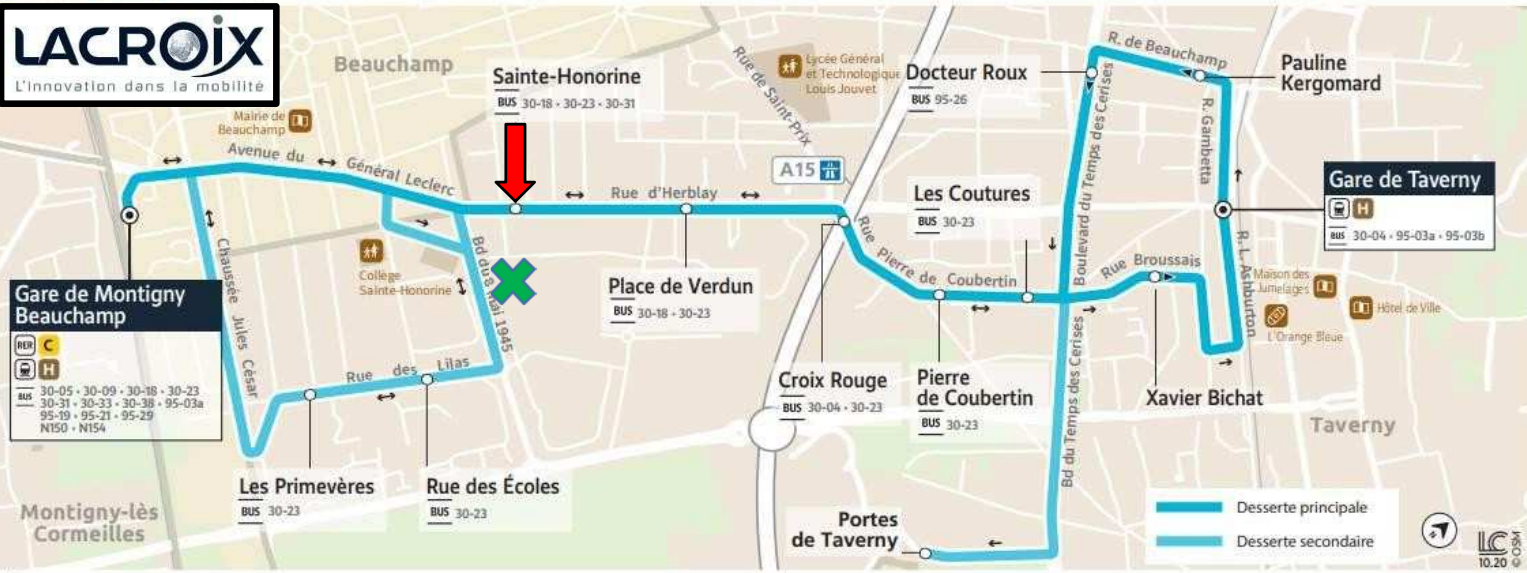 LACROIX
L'innovation dans la mobilité
Beauchamp
Mairie de
Beauchamp
Sainte-Honorine
BUS 30-18 • 30-23 • 30-31
Rue de Saint-Prix
Lycée Général
et Technologique
Louis Jouvet
Docteur Roux
BUS 95-26
R. de Beauchamp
Pauline
Kergomard
Avenue du Général Leclerc
Rue d'Herblay
A15
Les Coutures
BUS 30-23
Boulevard du Temps des Cerises
R. Gambetta
Gare de Taverny
H
BUS 30-04 • 95-03a • 95-03b
Chaussée Jules César
Collège
Sainte-Honorine
Bd du 8 mai 1945
Rue Pierre de Coubertin
Rue Broussais
R. L. Ashburton
Maison des
Jumelages
Hôtel de Ville
L'Orange Bleue
Gare de Montigny
Beauchamp
RER C
H
BUS 30-05 • 30-09 • 30-18 • 30-23
30-31 • 30-33 • 30-38 • 95-03a
95-19 • 95-21 • 95-29
N150 • N154
Place de Verdun
BUS 30-18 • 30-23
Rue des Lilas
Croix Rouge
BUS 30-04 • 30-23
Pierre
de Coubertin
BUS 30-23
Bd du Temps des Cerises
Xavier Bichat
Taverny
Les Primevères
BUS 30-23
Rue des Écoles
BUS 30-23
Montigny-lès
Cormeilles
Portes
de Taverny
Desserte principale
Desserte secondaire
LC
10.20
© OSM